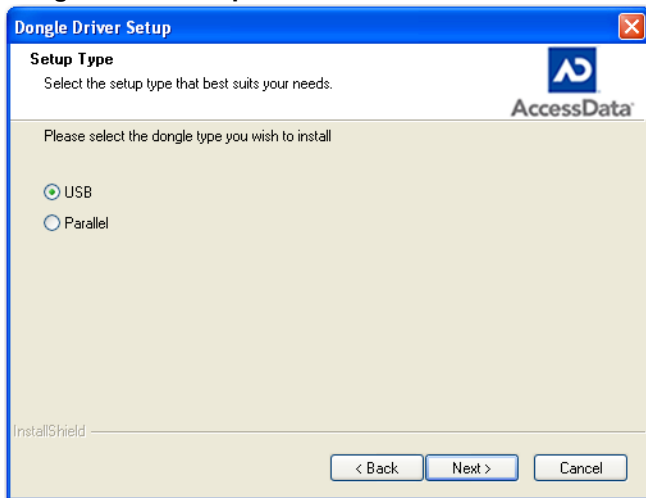 Dongle Driver Setup
Setup Type
Select the setup type that best suits your needs.
AccessData
Please select the dongle type you wish to install
USB
Parallel
InstallShield
< Back Next > Cancel